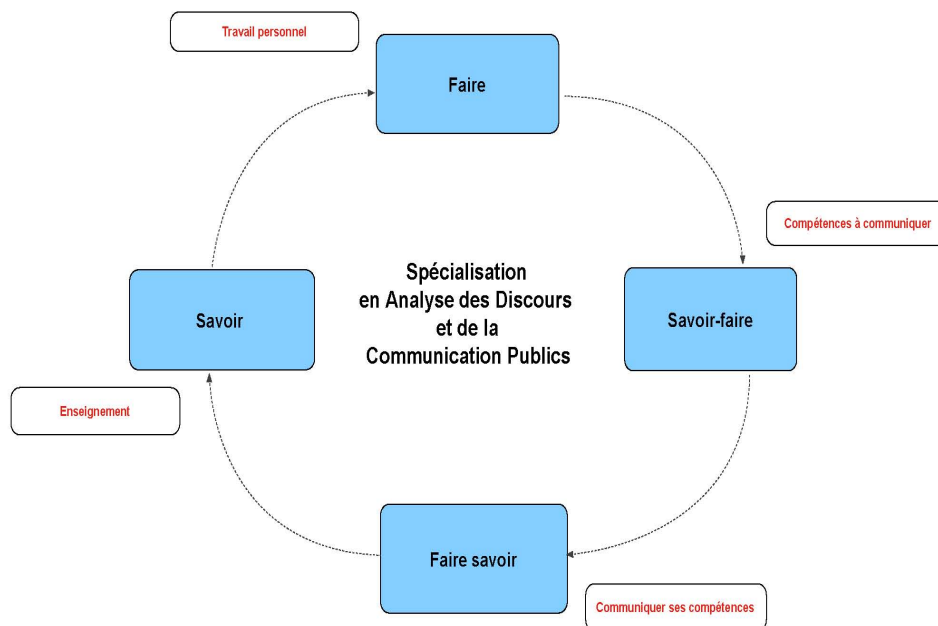 Travail personnel
Faire
Compétences à communiquer
Spécialisation
en Analyse des Discours
et de la
Communication Publics
Savoir
Savoir-faire
Enseignement
Faire savoir
Communiquer ses compétences